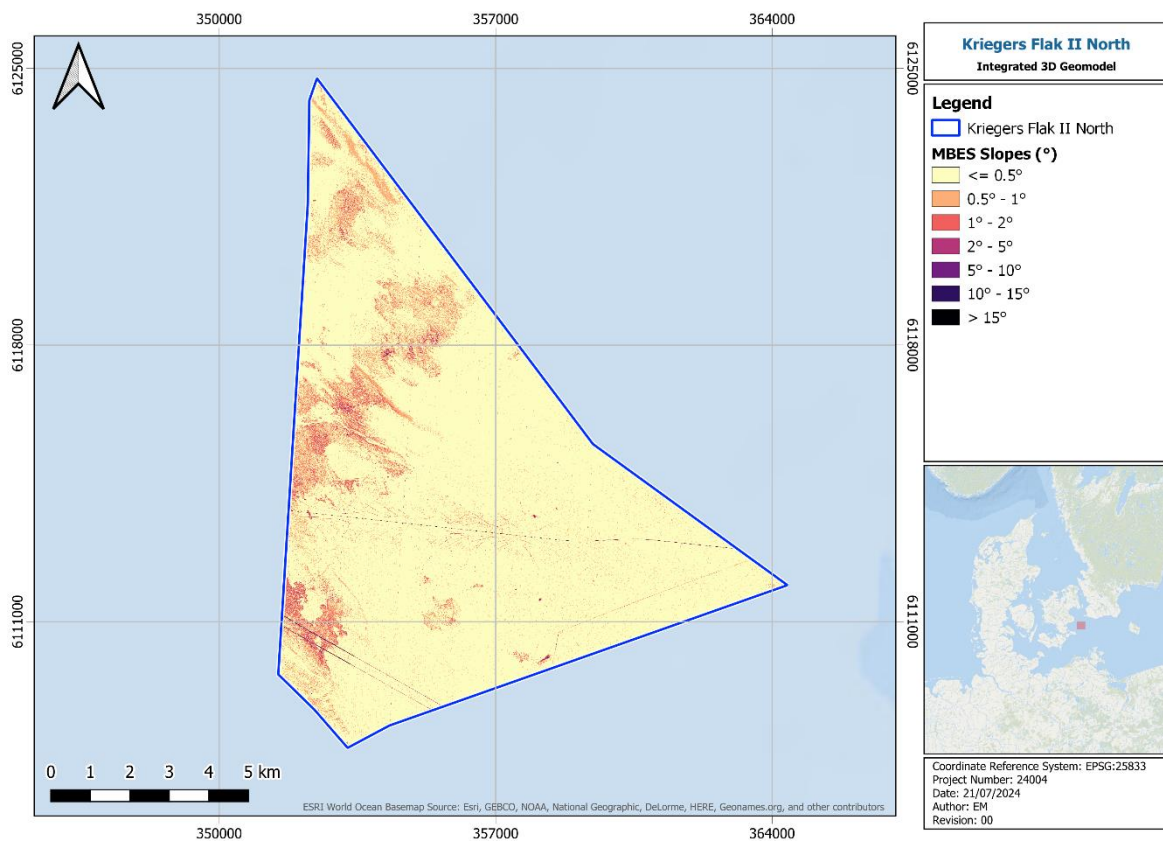 350000
357000
364000
6125000
6125000
6118000
6118000
6111000
6111000
0 1 2 3 4 5 km
ESRI World Ocean Basemap Source: Esri, GEBCO, NOAA, National Geographic, DeLorme, HERE, Geonames.org, and other contributors
350000
357000
364000
Kriegers Flak II North
Integrated 3D Geomodel
Legend
Kriegers Flak II North
MBES Slopes (°)
<= 0.5°
0.5° - 1°
1° - 2°
2° - 5°
5° - 10°
10° - 15°
> 15°
Coordinate Reference System: EPSG:25833
Project Number: 24004
Date: 21/07/2024
Author: EM
Revision: 00